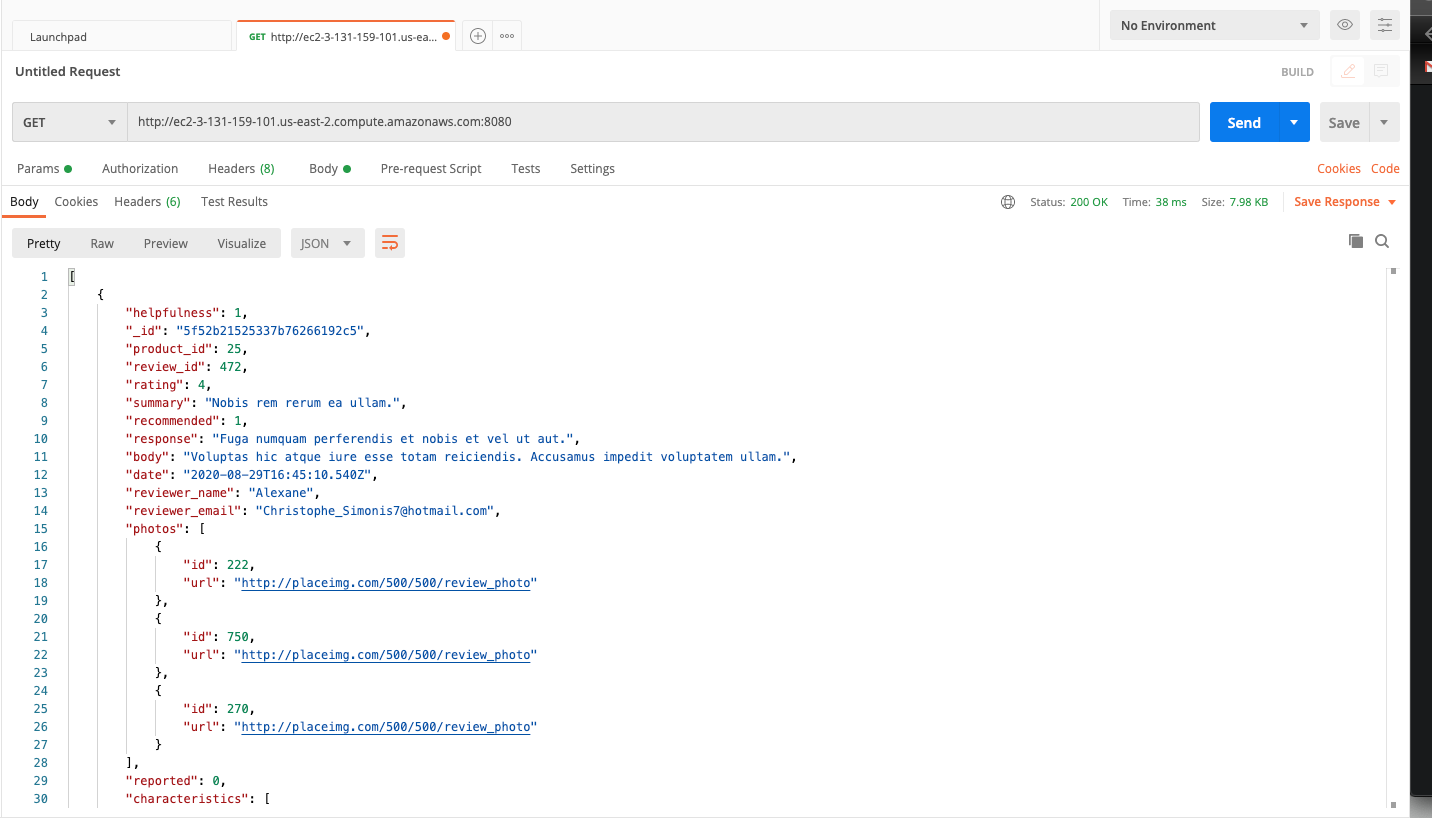 Launchpad
GET http://ec2-3-131-159-101.us-ea...
No Environment
Untitled Request
BUILD
GET
http://ec2-3-131-159-101.us-east-2.compute.amazonaws.com:8080
Send
Save
Params Authorization Headers (8) Body Pre-request Script Tests Settings
Cookies Code
Body Cookies Headers (6) Test Results
Status: 200 OK Time: 38 ms Size: 7.98 KB Save Response
Pretty Raw Preview Visualize JSON
1 [
2 {
3 "helpfulness": 1,
4 "_id": "5f52b21525337b76266192c5",
5 "product_id": 25,
6 "review_id": 472,
7 "rating": 4,
8 "summary": "Nobis rem rerum ea ullam.",
9 "recommended": 1,
10 "response": "Fuga numquam perferendis et nobis et vel ut aut.",
11 "body": "Voluptas hic atque iure esse totam reiciendis. Accusamus impedit voluptatem ullam.",
12 "date": "2020-08-29T16:45:10.540Z",
13 "reviewer_name": "Alexane",
14 "reviewer_email": "Christophe_Simonis7@hotmail.com",
15 "photos": [
16 {
17 "id": 222,
18 "url": "http://placeimg.com/500/500/review_photo"
19 },
20 {
21 "id": 750,
22 "url": "http://placeimg.com/500/500/review_photo"
23 },
24 {
25 "id": 270,
26 "url": "http://placeimg.com/500/500/review_photo"
27 }
28 ],
29 "reported": 0,
30 "characteristics": [